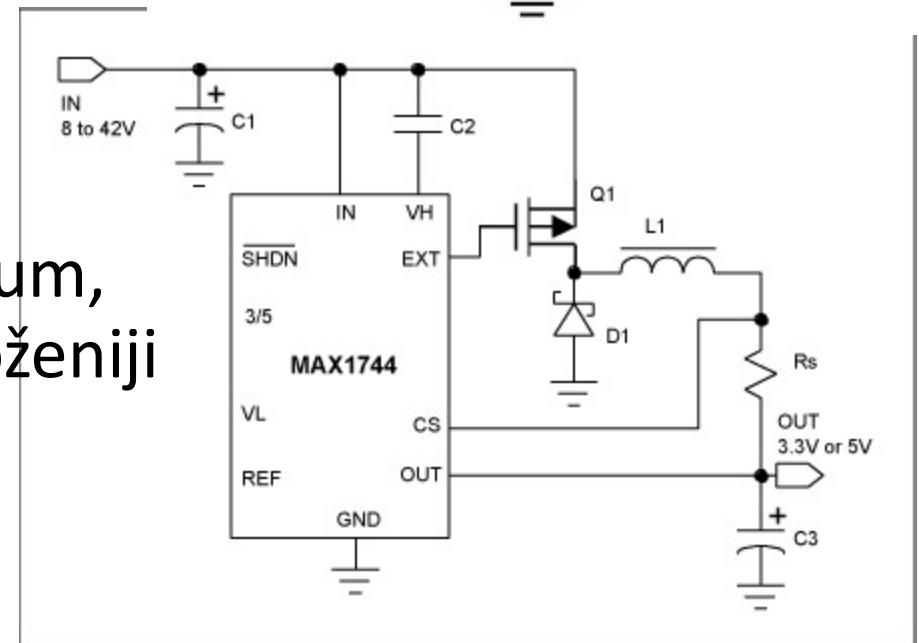 IN
8 to 42V
C1
C2
IN
VH
Q1
L1
SHDN
EXT
um,
3/5
D1
ženiji
MAX1744
Rs
VL
CS
OUT
3.3V or 5V
REF
OUT
GND
C3